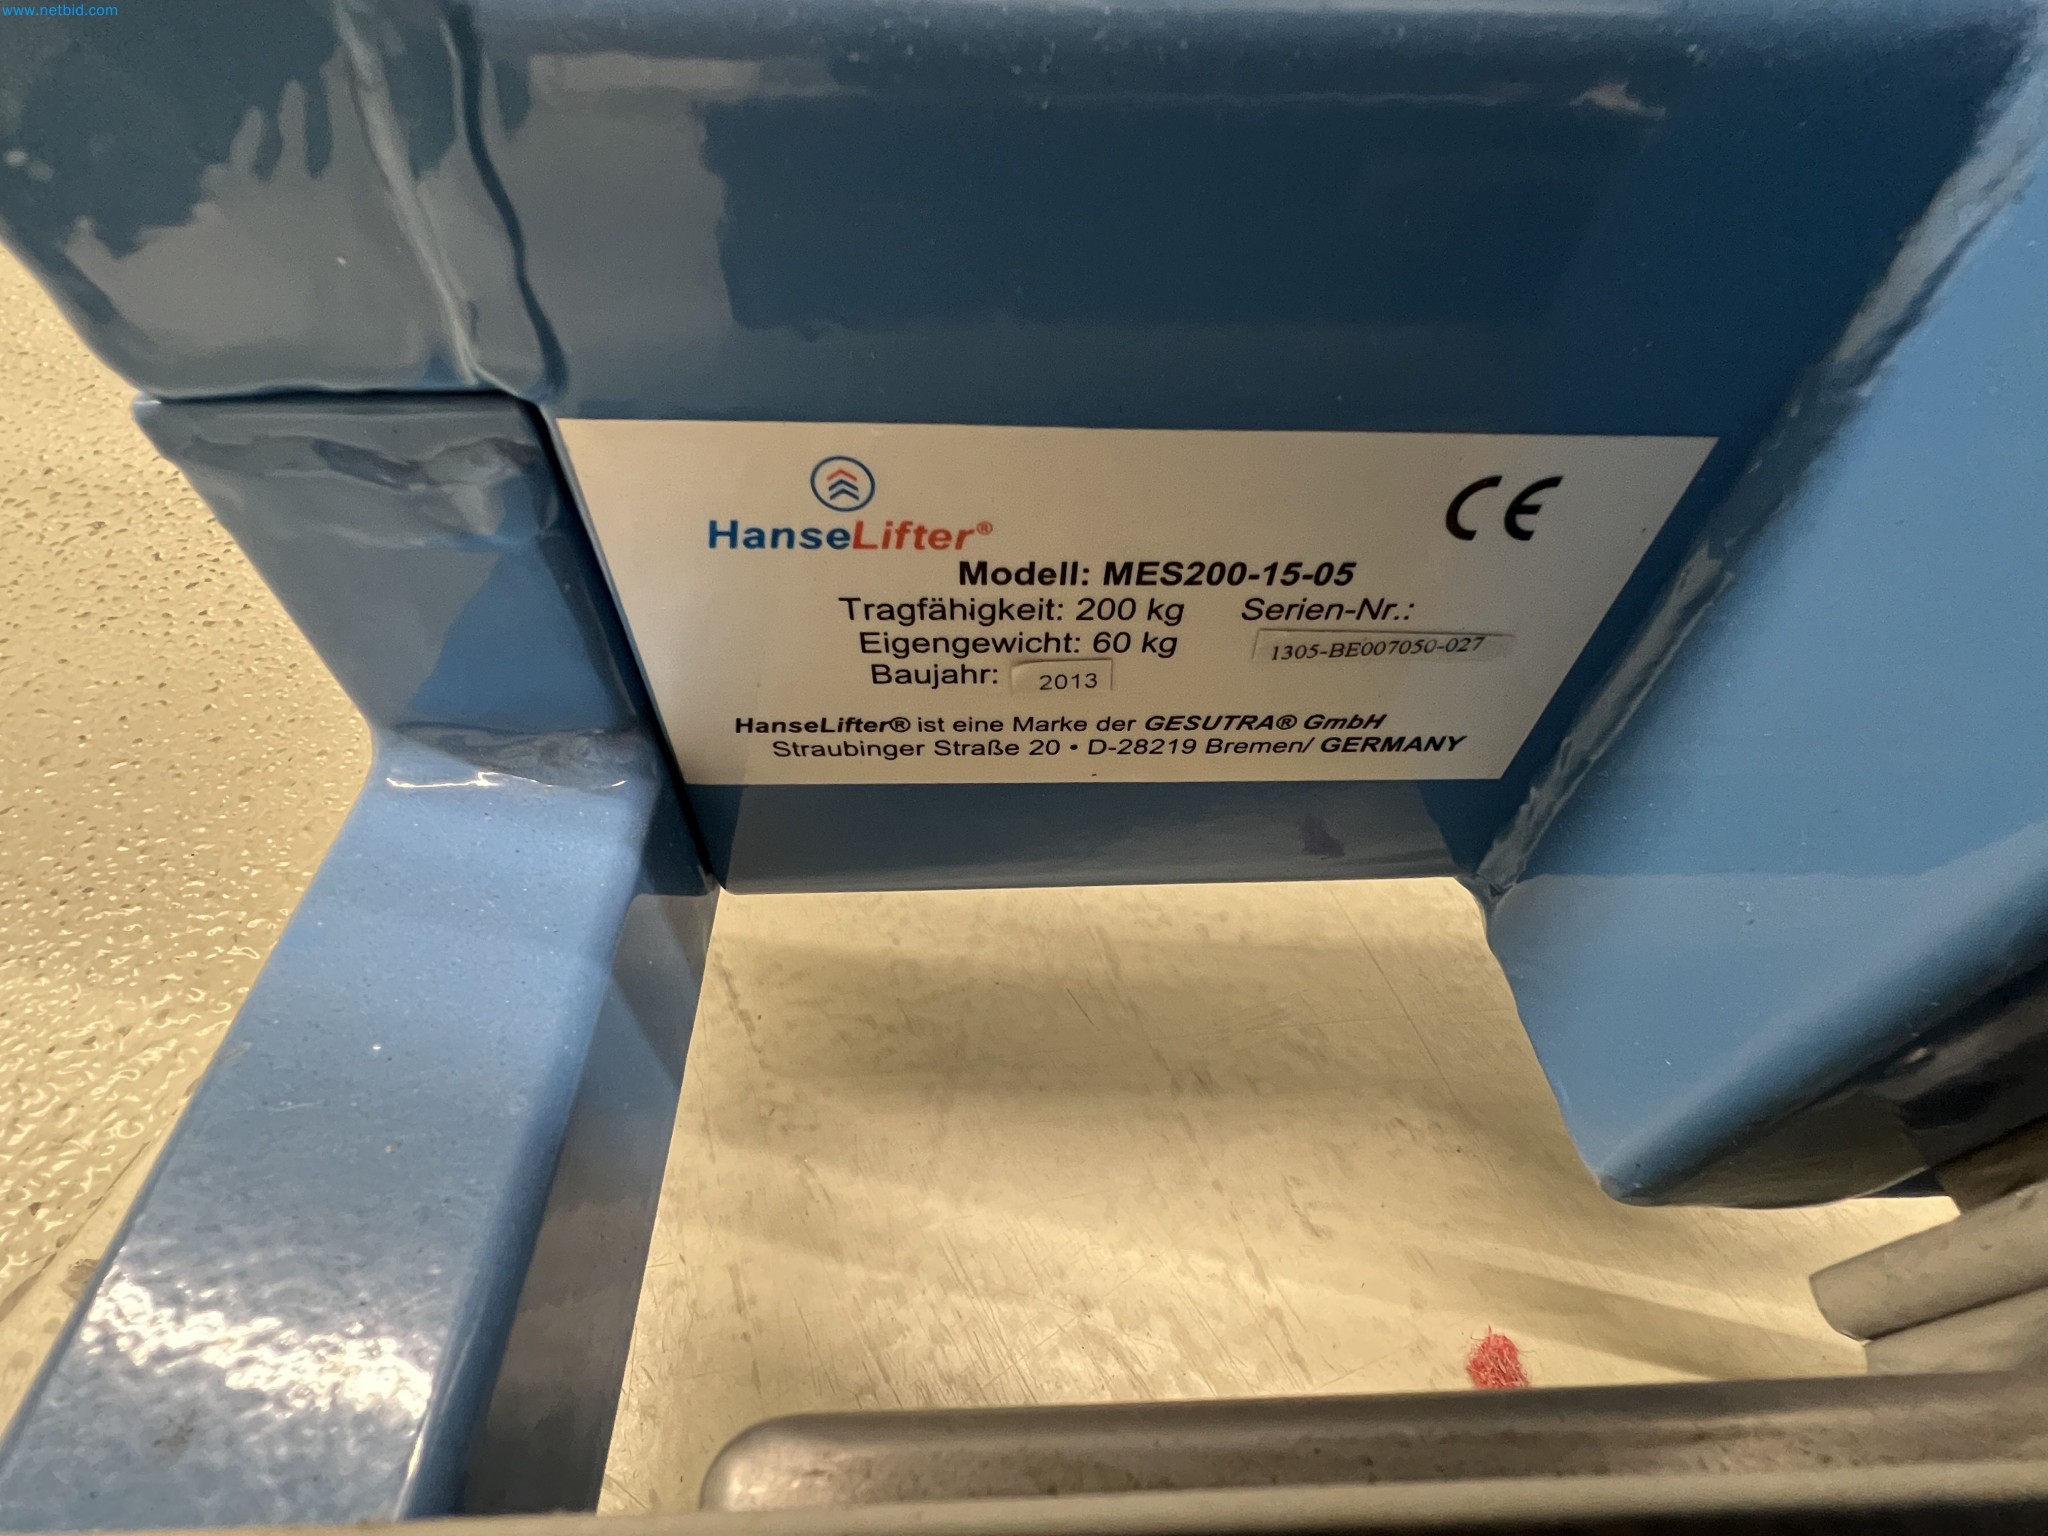 www.netbid.com
HanseLifter®
CE
Modell: MES200-15-05
Tragfähigkeit: 200 kg Serien-Nr.:
Eigengewicht: 60 kg 1305-BE007050-027
Baujahr: 2013
HanseLifter® ist eine Marke der GESUTRA® GmbH
Straubinger Straße 20 • D-28219 Bremen/ GERMANY